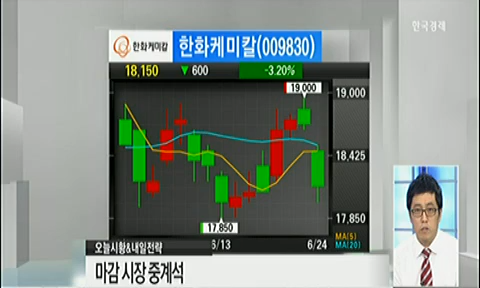 한국경제
한화케미칼
한화케미칼(009830)
18,150 ▼ 600 -3.20%
19,000
19,000
18,425
17,850
17,850
MA(5)
MA(20)
6/13 6/24
오늘시황&내일전략
마감 시장 중계석